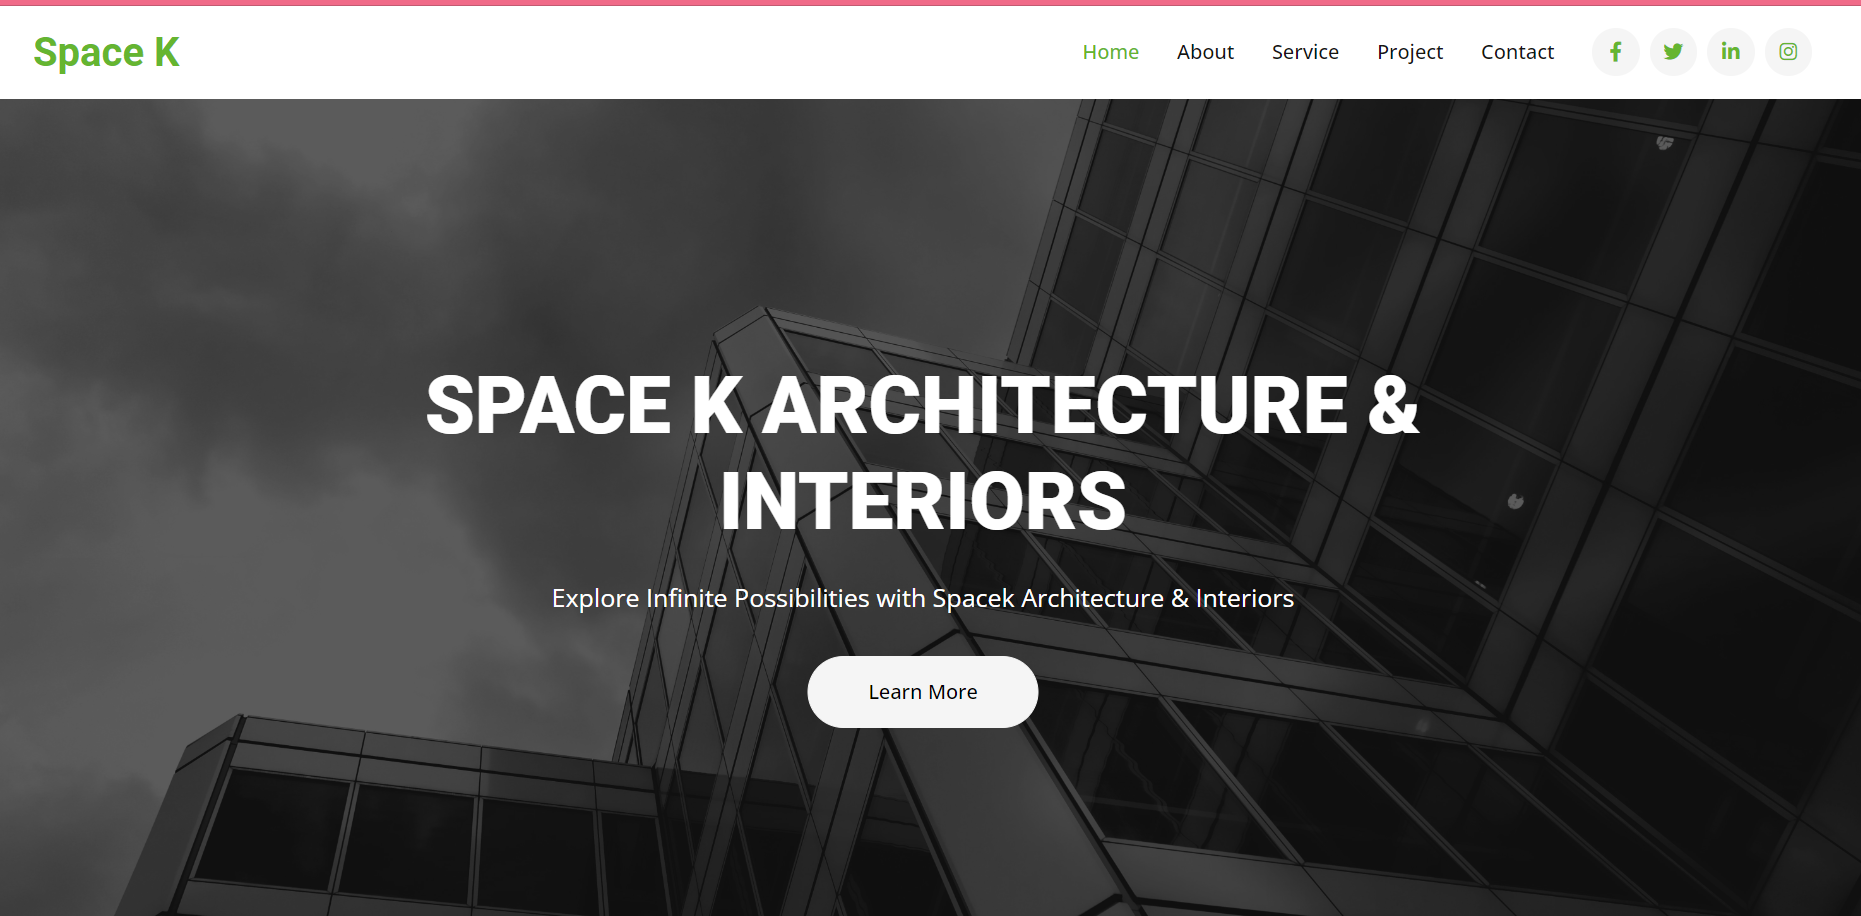 Space K
Home About Service Project Contact
SPACE K ARCHITECTURE &
INTERIORS
Explore Infinite Possibilities with Spacek Architecture & Interiors
Learn More